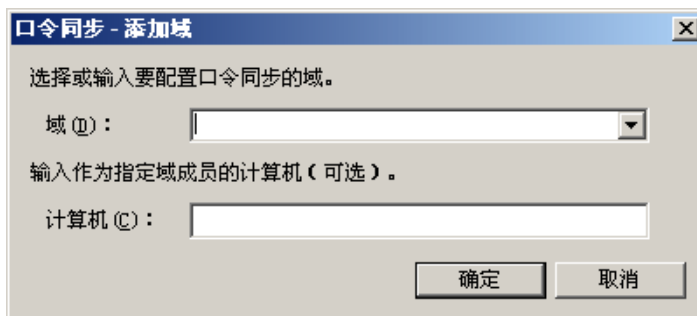 口令同步 - 添加域
选择或输入要配置口令同步的域。
域(D)：
输入作为指定域成员的计算机（可选）。
计算机(C)：
确定 取消